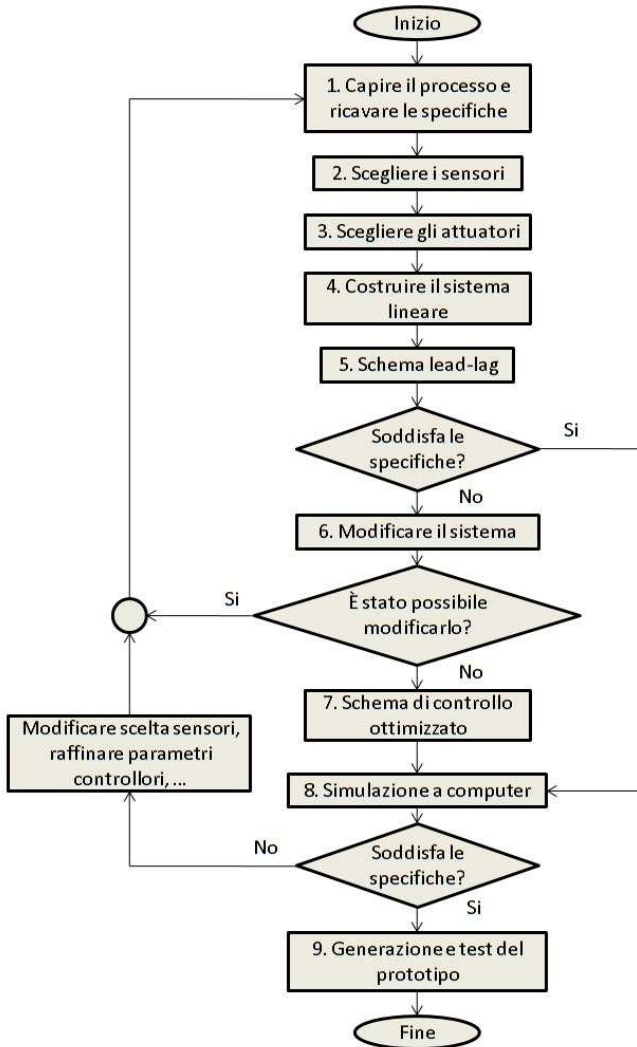 Inizio
1. Capire il processo e
ricavare le specifiche
2. Scegliere i sensori
3. Scegliere gli attuatori
4. Costruire il sistema
lineare
5. Schema lead-lag
Soddisfa le
specifiche?
Si
No
6. Modificare il sistema
È stato possibile
modificarlo?
Si
No
7. Schema di controllo
ottimizzato
Modificare scelta sensori,
raffinare parametri
controllori, ...
8. Simulazione a computer
Soddisfa le
specifiche?
No
Si
9. Generazione e test del
prototipo
Fine